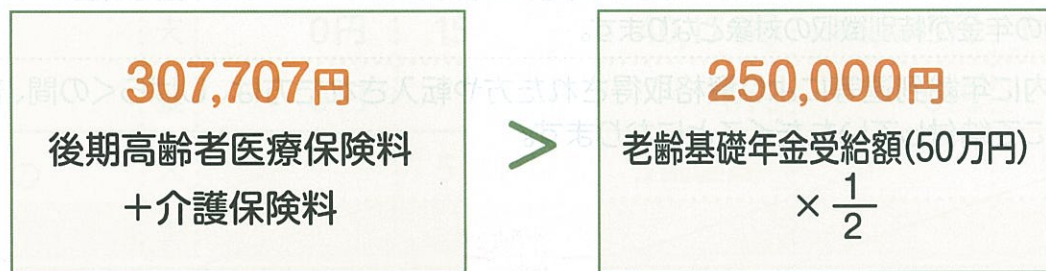 307,707円
後期高齢者医療保険料
＋介護保険料
>
250,000円
老齢基礎年金受給額(50万円)
× 1/2